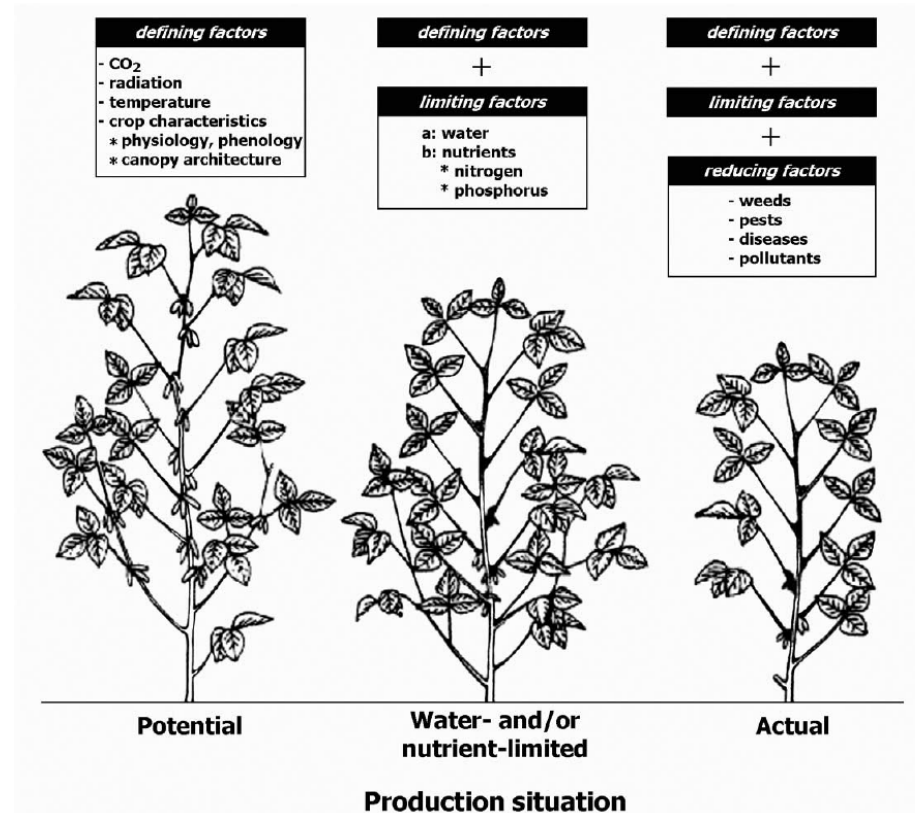 defining factors
- CO2
- radiation
- temperature
- crop characteristics
* physiology, phenology
* canopy architecture
defining factors
+
limiting factors
a: water
b: nutrients
* nitrogen
* phosphorus
defining factors
+
limiting factors
+
reducing factors
- weeds
- pests
- diseases
- pollutants
Potential
Water- and/or
nutrient-limited
Actual
Production situation